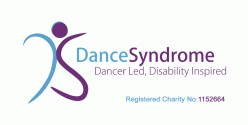 DanceSyndrome
Dancer Led, Disability Inspired
Registered Charity No:1152664